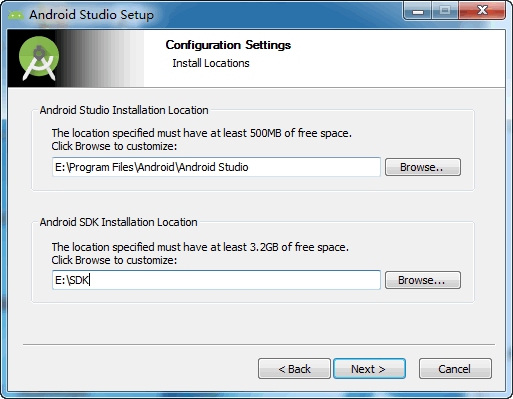 Android Studio Setup
Configuration Settings
Install Locations
Android Studio Installation Location
The location specified must have at least 500MB of free space.
Click Browse to customize:
E:\Program Files\Android\Android Studio
Browse..
Android SDK Installation Location
The location specified must have at least 3.2GB of free space.
Click Browse to customize:
E:\SDK
Browse...
< Back
Next >
Cancel